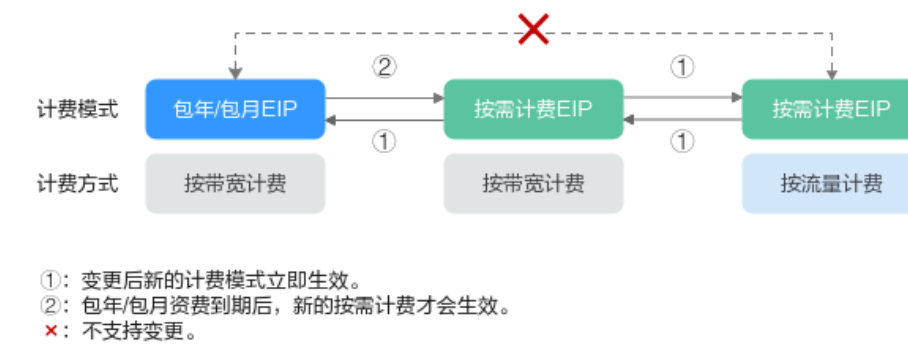 ② ①
计费模式 包年/包月EIP 按需计费EIP 按需计费EIP
① ①
计费方式 按带宽计费 按带宽计费 按流量计费
①：变更后新的计费模式立即生效。
②：包年/包月资费到期后，新的按需计费才会生效。
×：不支持变更。